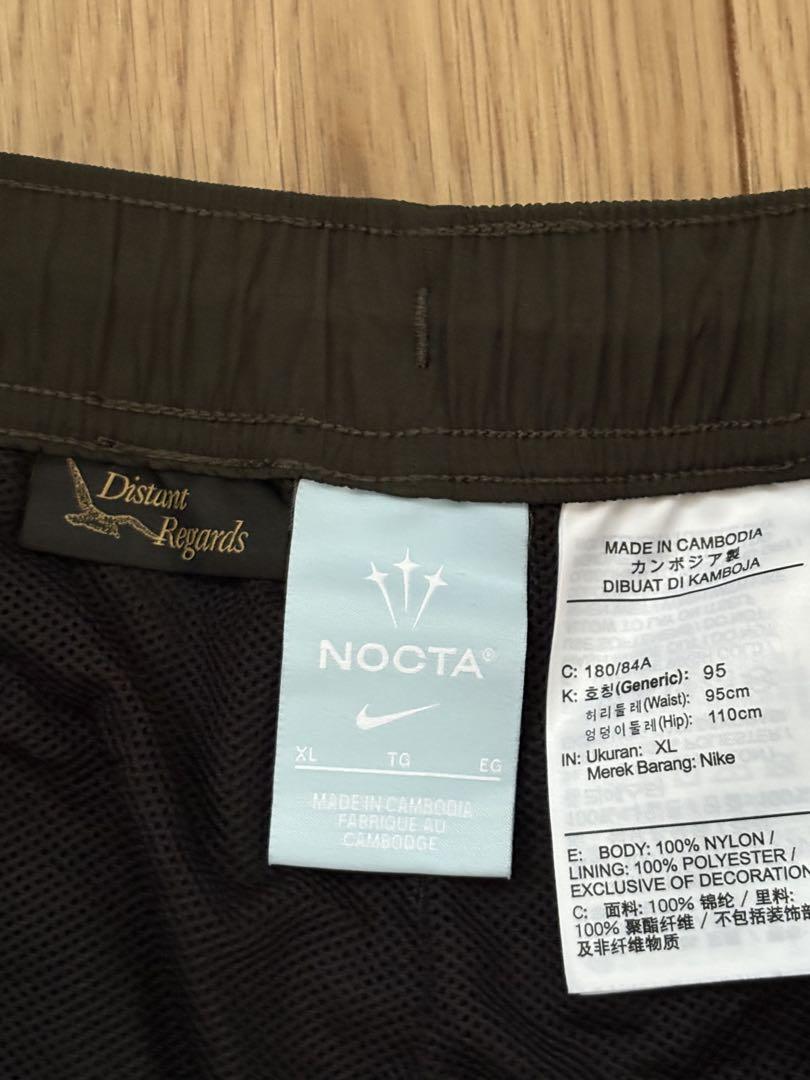 Distant
Regards
NOCTA®
XL TG EG
MADE IN CAMBODIA
FABRIQUE AU
CAMBODGE
MADE IN CAMBODIA
カンボジア製
DIBUAT DI KAMBOJA
C: 180/84A
K: 호칭(Generic): 95
허리둘레(Waist): 95cm
엉덩이둘레(Hip): 110cm
IN: Ukuran: XL
Merek Barang: Nike
E: BODY: 100% NYLON /
LINING: 100% POLYESTER /
EXCLUSIVE OF DECORATION
C: 面料: 100% 锦纶 / 里料:
100% 聚酯纤维 / 不包括装饰部
及非纤维物质